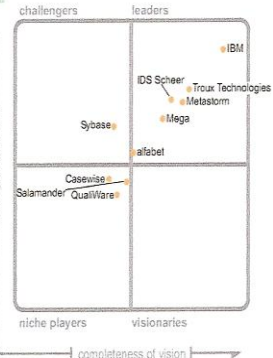 challengers
leaders
IBM
IDS Scheer
Troux Technologies
Metastorm
Mega
Sybase
alfabet
Casewise
Salamander
QualiWare
niche players
visionaries
completeness of vision